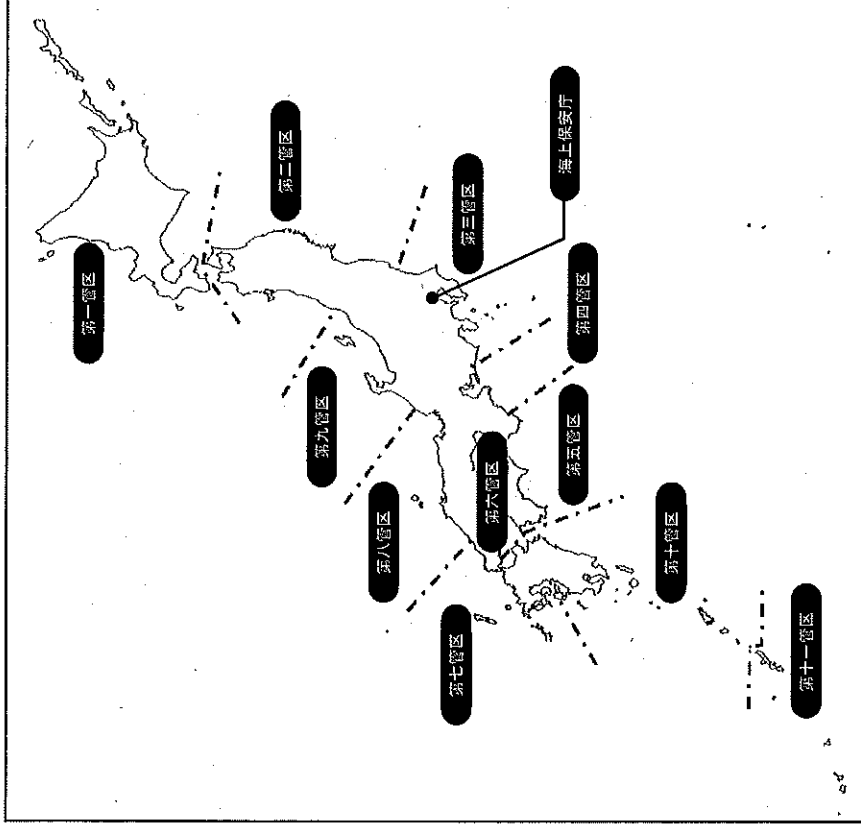 第一管区
第二管区
第三管区
海上保安庁
第四管区
第九管区
第五管区
第六管区
第八管区
第十管区
第七管区
第十一管区